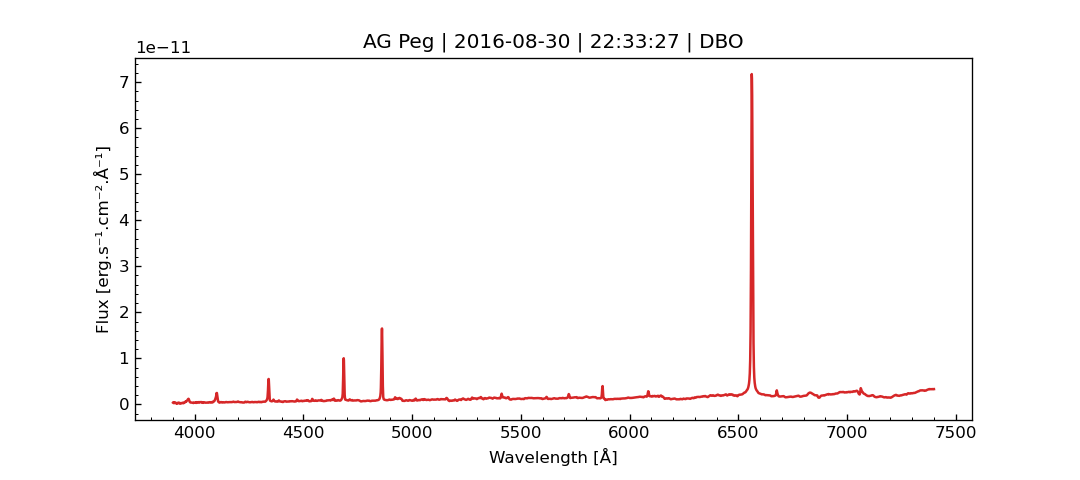 AG Peg | 2016-08-30 | 22:33:27 | DBO
1e−11
7
6
5
4
3
2
1
0
Flux [erg.s⁻¹.cm⁻².Å⁻¹]
4000 4500 5000 5500 6000 6500 7000 7500
Wavelength [Å]